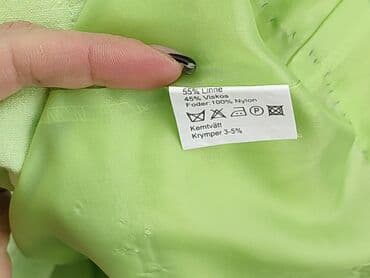 55% Linne
45% Viskos
Foder:100% Nylon
P
Kemtvätt
Krymper 3-5%